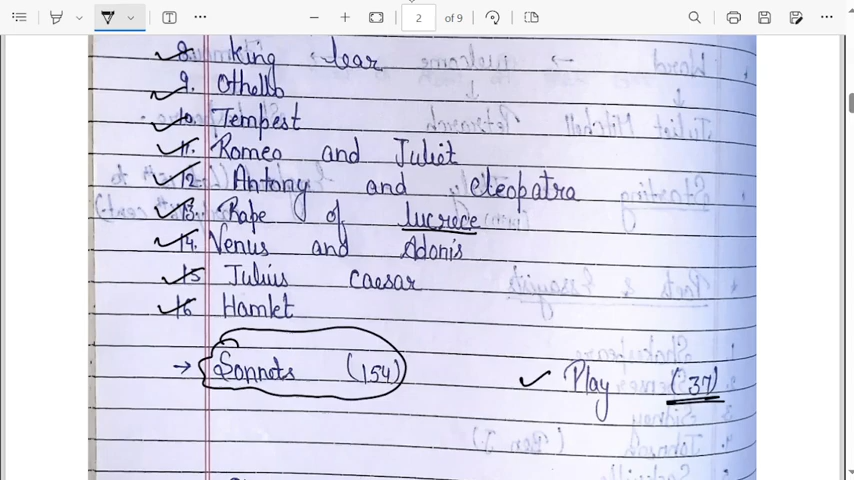 2 of 9
8. King lear
9. Othello
10. Tempest
11. Romeo and Juliet
12. Antony and cleopatra
13. Rape of lucrece
14. Venus and Adonis
15 Julius caesar
16. Hamlet
→ Sonnets (154)
Play (37)